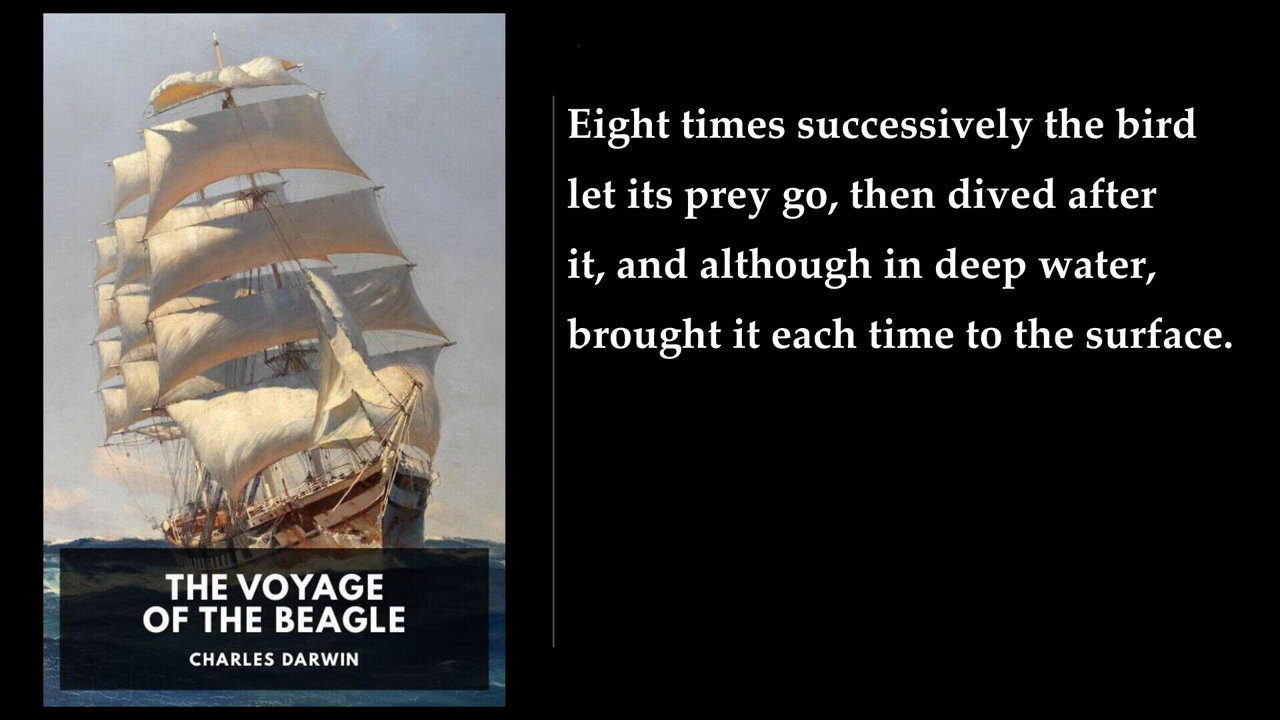 THE VOYAGE
OF THE BEAGLE
CHARLES DARWIN
Eight times successively the bird
let its prey go, then dived after
it, and although in deep water,
brought it each time to the surface.